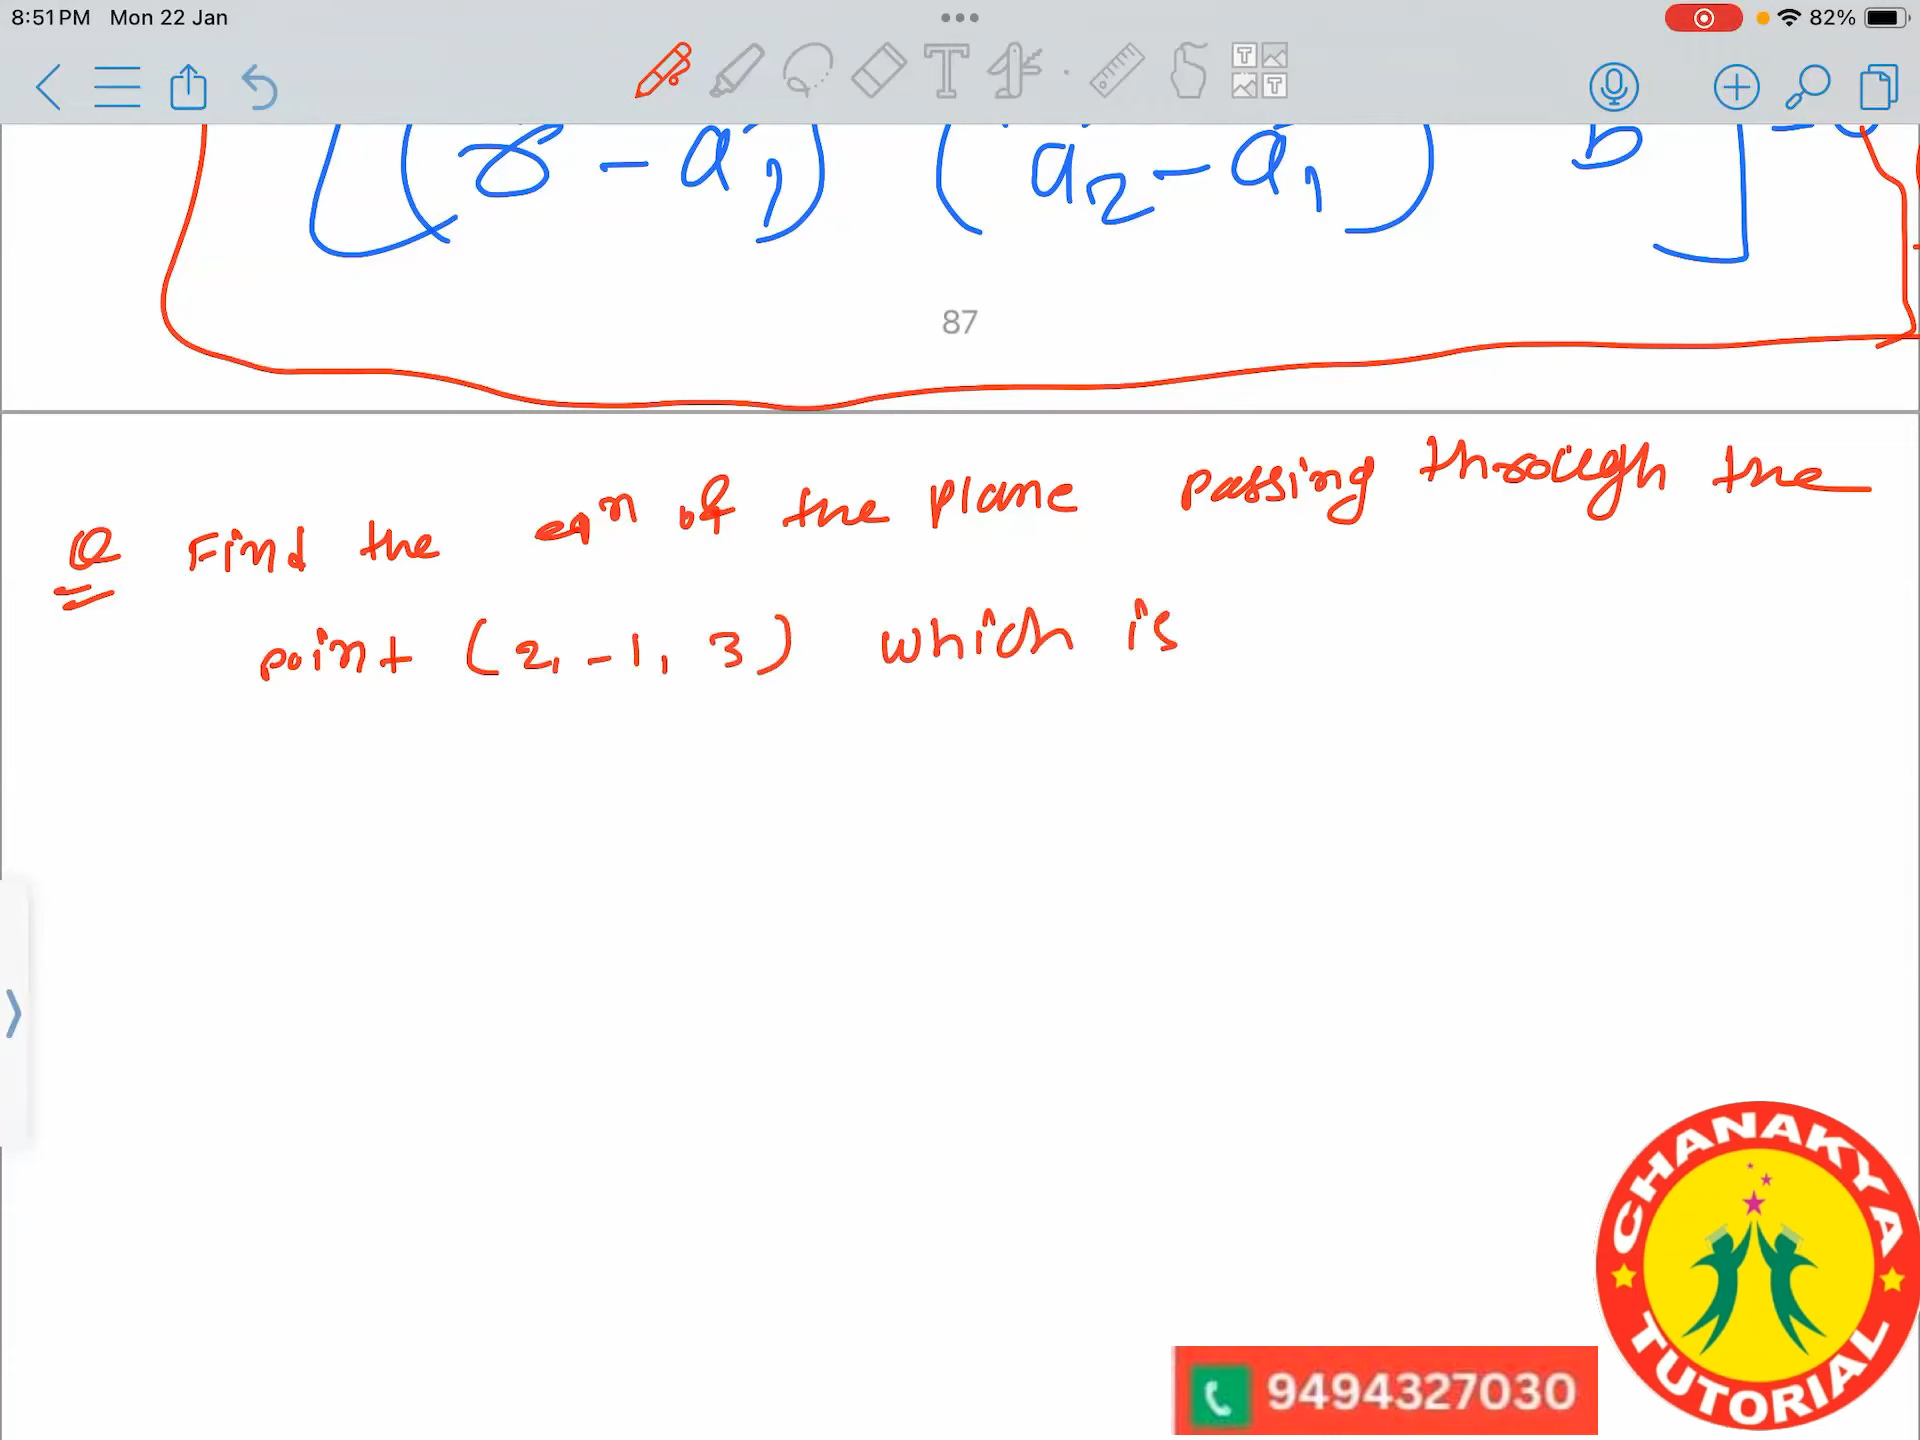 8:51 PM Mon 22 Jan
82%
[(r - a1) (a2 - a1) b] = 0
87
Q Find the eqn of the plane passing through the
point (2, -1, 3) which is
CHANAKYA
TUTORIAL
9494327030